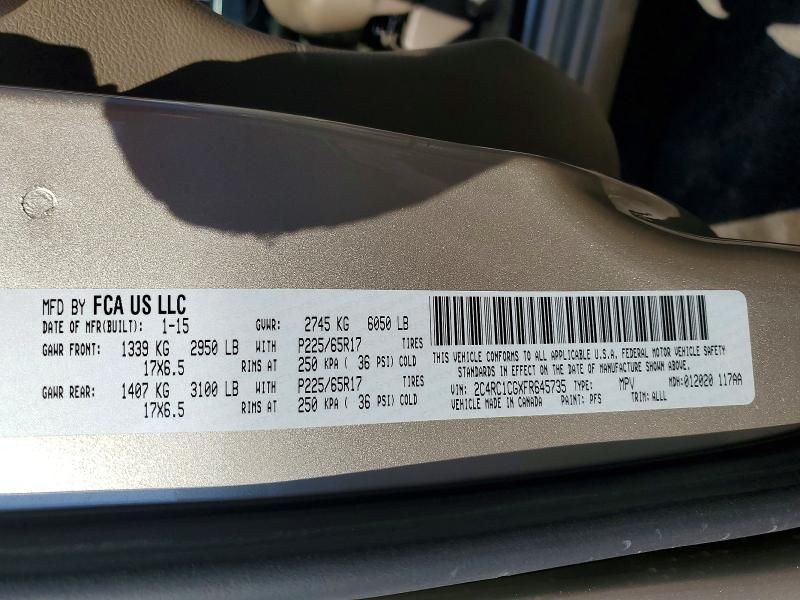 MFD BY FCA US LLC
DATE OF MFR(BUILT): 1-15 GVWR: 2745 KG 6050 LB
GAWR FRONT: 1339 KG 2950 LB WITH P225/65R17 TIRES
17X6.5 RIMS AT 250 KPA ( 36 PSI) COLD
GAWR REAR: 1407 KG 3100 LB WITH P225/65R17 TIRES
17X6.5 RIMS AT 250 KPA ( 36 PSI) COLD
THIS VEHICLE CONFORMS TO ALL APPLICABLE U.S.A. FEDERAL MOTOR VEHICLE SAFETY
STANDARDS IN EFFECT ON THE DATE OF MANUFACTURE SHOWN ABOVE.
VIN: 2C4RC1CGXFR645735 TYPE: MPV MDH:012020 117AA
VEHICLE MADE IN CANADA PAINT: PFS TRIM: ALLL